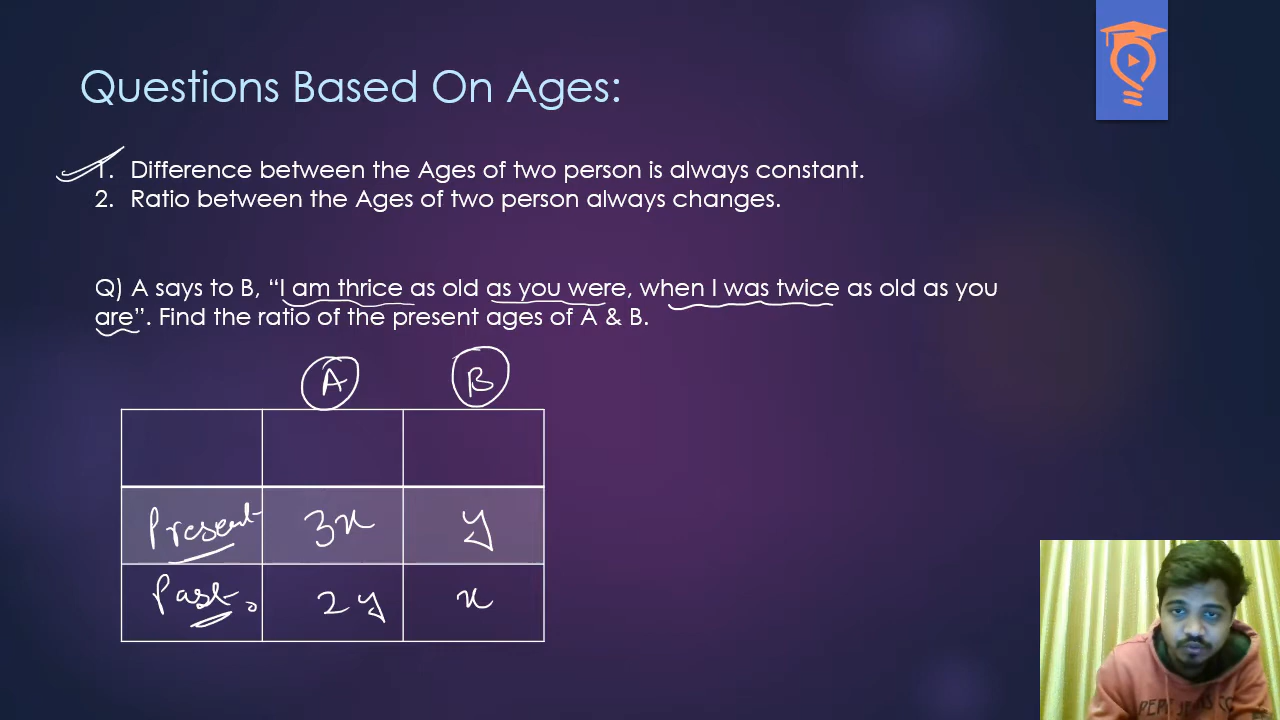 Questions Based On Ages:
1. Difference between the Ages of two person is always constant.
2. Ratio between the Ages of two person always changes.
Q) A says to B, “I am thrice as old as you were, when I was twice as old as you
are”. Find the ratio of the present ages of A & B.
A B
Present 3x y
Past 2y x